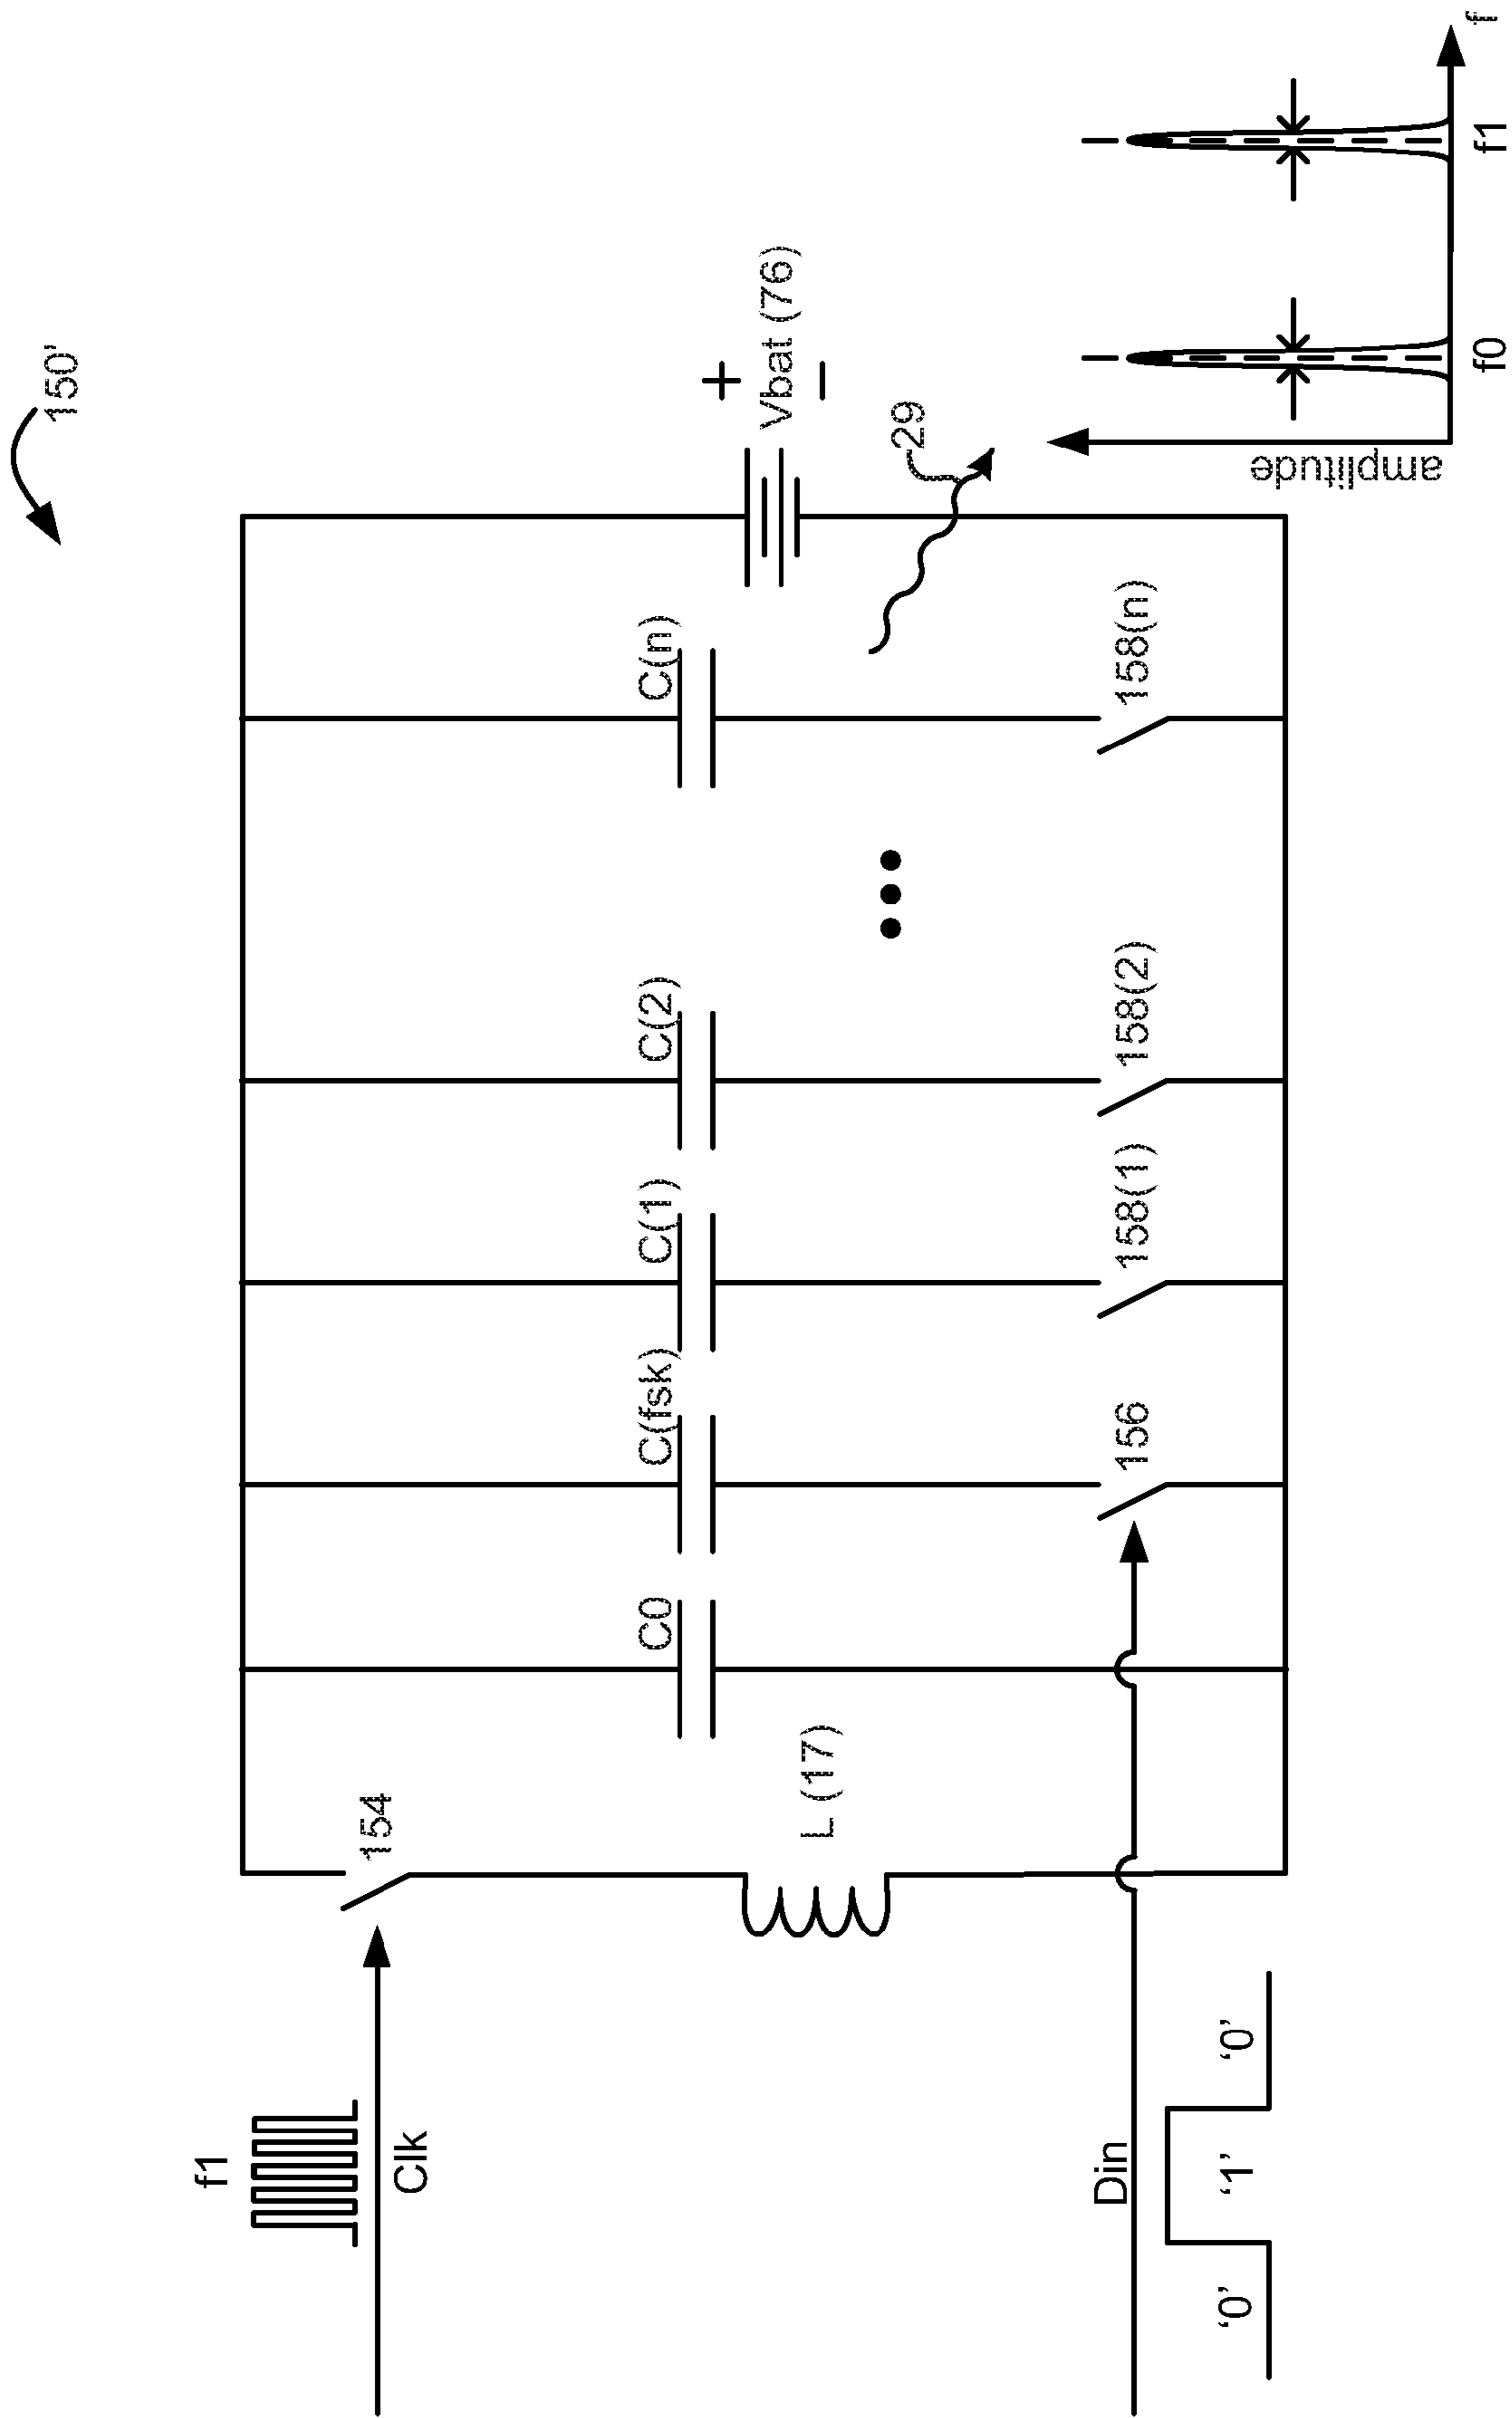 150'
f1
Clk
154
L (17)
C0
C(fsk)
C(1)
C(2)
C(n)
Vbat (76)
+
–
29
Din
156
158(1)
158(2)
158(n)
‘0’
‘1’
‘0’
amplitude
f0
f1
f